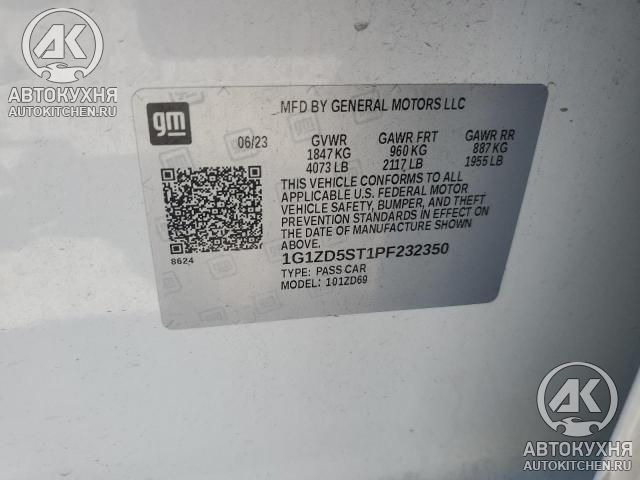 AK
АВТОКУХНЯ
AUTOKITCHEN.RU
gm
MFD BY GENERAL MOTORS LLC
06/23 GVWR GAWR FRT GAWR RR
1847 KG 960 KG 887 KG
4073 LB 2117 LB 1955 LB
THIS VEHICLE CONFORMS TO ALL
APPLICABLE U.S. FEDERAL MOTOR
VEHICLE SAFETY, BUMPER, AND THEFT
PREVENTION STANDARDS IN EFFECT ON
THE DATE OF MANUFACTURE SHOWN
ABOVE.
8624
1G1ZD5ST1PF232350
TYPE: PASS CAR
MODEL: 101ZD69
AK
АВТОКУХНЯ
AUTOKITCHEN.RU